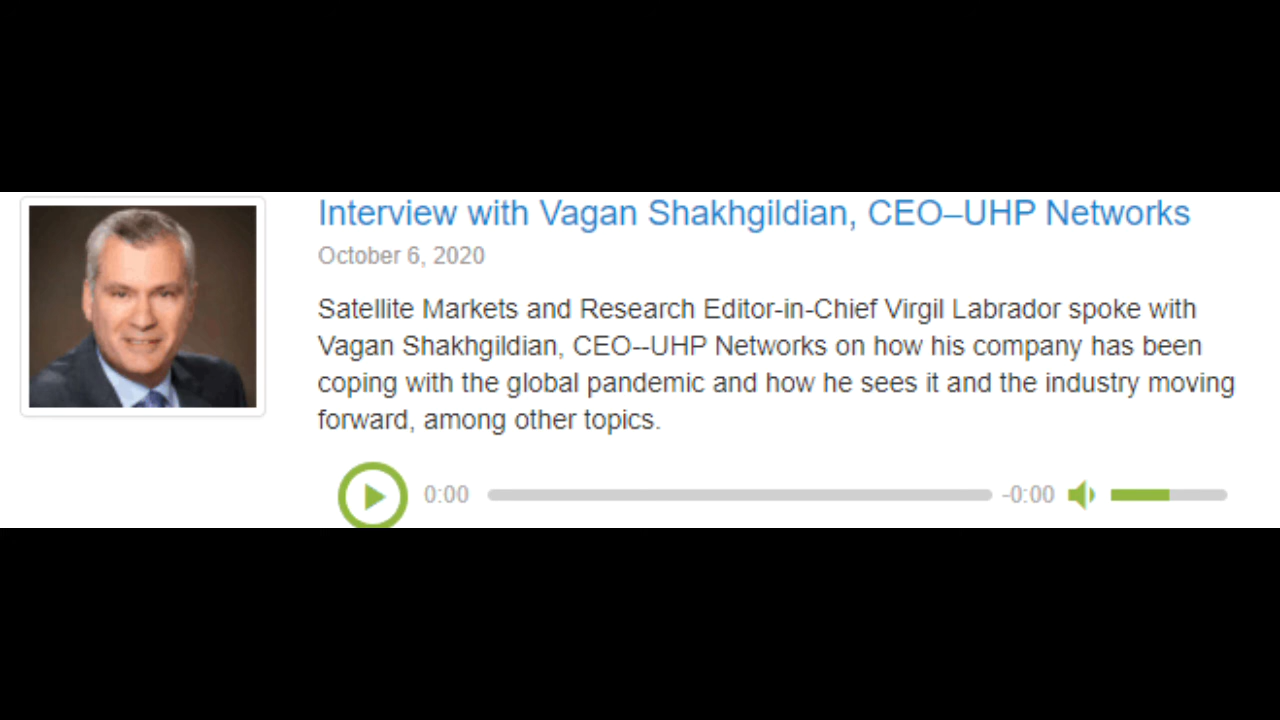 Interview with Vagan Shakhgildian, CEO–UHP Networks
October 6, 2020
Satellite Markets and Research Editor-in-Chief Virgil Labrador spoke with
Vagan Shakhgildian, CEO--UHP Networks on how his company has been
coping with the global pandemic and how he sees it and the industry moving
forward, among other topics.
0:00 -0:00